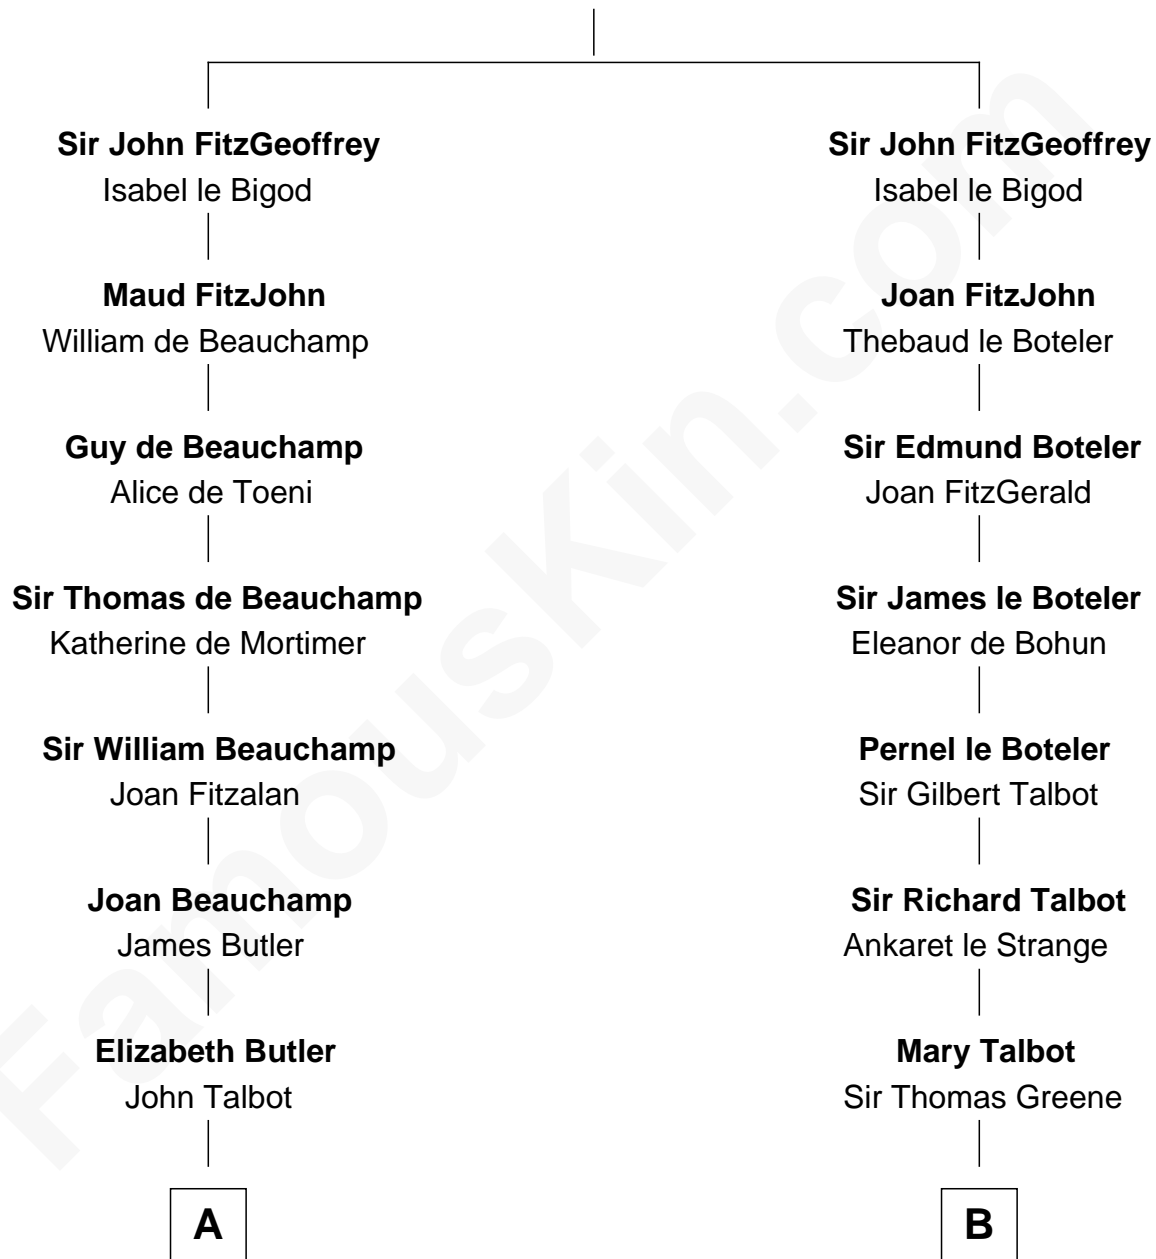 Sir John FitzGeoffrey
Isabel le Bigod
Maud FitzJohn
William de Beauchamp
Guy de Beauchamp
Alice de Toeni
Sir Thomas de Beauchamp
Katherine de Mortimer
Sir William Beauchamp
Joan Fitzalan
Joan Beauchamp
James Butler
Elizabeth Butler
John Talbot
A
Sir John FitzGeoffrey
Isabel le Bigod
Joan FitzJohn
Thebaud le Boteler
Sir Edmund Boteler
Joan FitzGerald
Sir James le Boteler
Eleanor de Bohun
Pernel le Boteler
Sir Gilbert Talbot
Sir Richard Talbot
Ankaret le Strange
Mary Talbot
Sir Thomas Greene
B
FamousKin.com